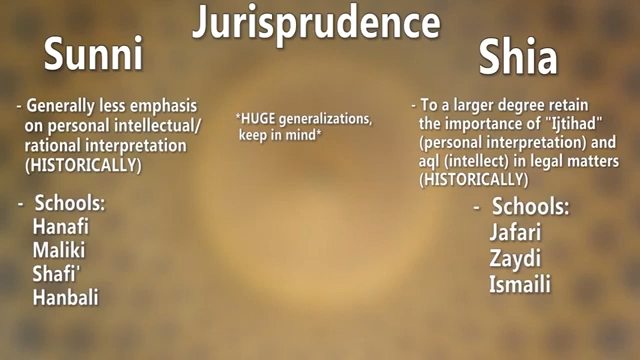 Jurisprudence
Sunni
- Generally less emphasis
on personal intellectual/
rational interpretation
(HISTORICALLY)
- Schools:
Hanafi
Maliki
Shafi'
Hanbali
*HUGE generalizations,
keep in mind*
Shia
- To a larger degree retain
the importance of "Ijtihad"
(personal interpretation) and
aql (intellect) in legal matters
(HISTORICALLY)
- Schools:
Jafari
Zaydi
Ismaili